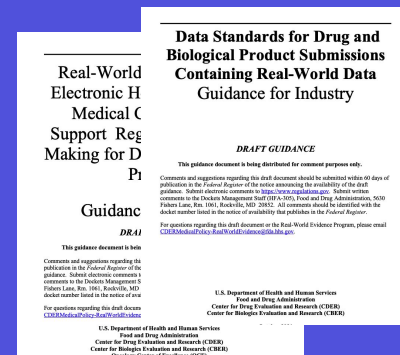 Data Standards for Drug and
Biological Product Submissions
Containing Real-World Data
Guidance for Industry
DRAFT GUIDANCE
This guidance document is being distributed for comment purposes only.
Comments and suggestions regarding this draft document should be submitted within 60 days of
publication in the Federal Register of the notice announcing the availability of the draft
guidance. Submit electronic comments to https://www.regulations.gov. Submit written
comments to the Dockets Management Staff (HFA-305), Food and Drug Administration, 5630
Fishers Lane, Rm. 1061, Rockville, MD 20852. All comments should be identified with the
docket number listed in the notice of availability that publishes in the Federal Register.
For questions regarding this draft document or the Real-World Evidence Program, please email
CDERMedicalPolicy-RealWorldEvidence@fda.hhs.gov.
U.S. Department of Health and Human Services
Food and Drug Administration
Center for Drug Evaluation and Research (CDER)
Center for Biologics Evaluation and Research (CBER)
Real-World
Electronic H
Medical C
Support Reg
Making for D
Pr
Guidanc
DRA
This guidance document is bein
Comments and suggestions regarding thi
publication in the Federal Register of the
guidance. Submit electronic comments t
comments to the Dockets Management S
Fishers Lane, Rm. 1061, Rockville, MD
docket number listed in the notice of ava
For questions regarding this draft docum
CDERMedicalPolicy-RealWorldEvidenc
U.S. Department of Health and Human Services
Food and Drug Administration
Center for Drug Evaluation and Research (CDER)
Center for Biologics Evaluation and Research (CBER)